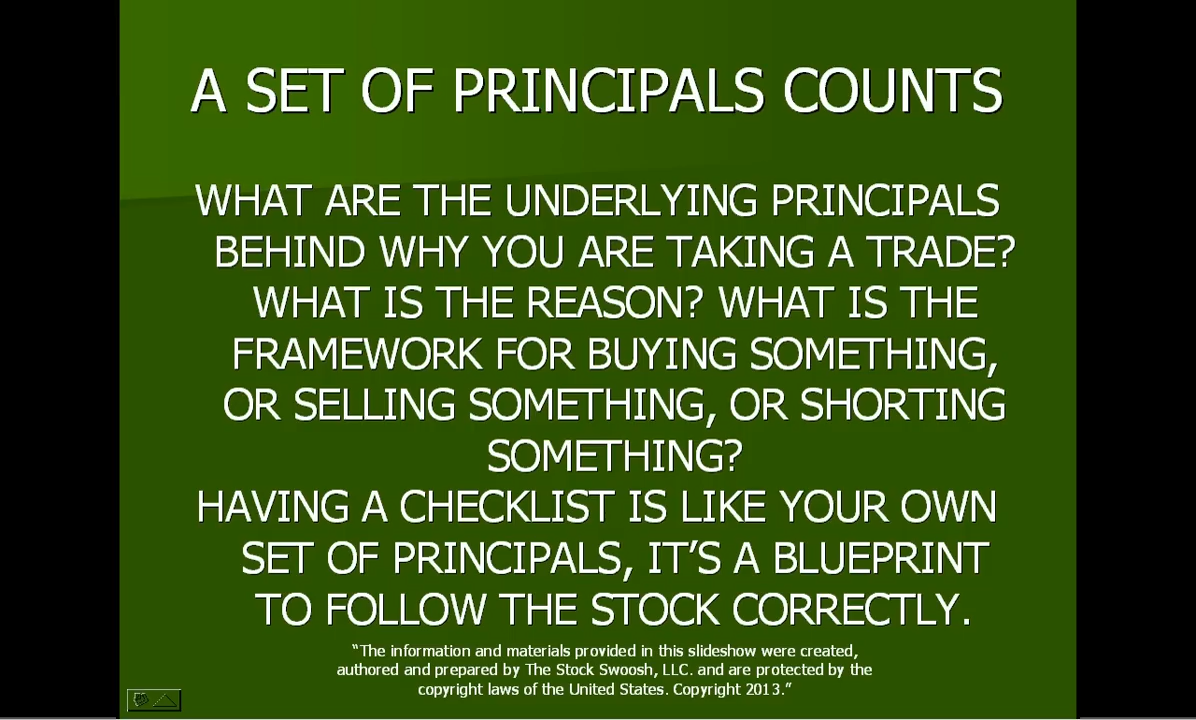 A SET OF PRINCIPALS COUNTS
WHAT ARE THE UNDERLYING PRINCIPALS
BEHIND WHY YOU ARE TAKING A TRADE?
WHAT IS THE REASON? WHAT IS THE
FRAMEWORK FOR BUYING SOMETHING,
OR SELLING SOMETHING, OR SHORTING
SOMETHING?
HAVING A CHECKLIST IS LIKE YOUR OWN
SET OF PRINCIPALS, IT’S A BLUEPRINT
TO FOLLOW THE STOCK CORRECTLY.
“The information and materials provided in this slideshow were created,
authored and prepared by The Stock Swoosh, LLC. and are protected by the
copyright laws of the United States. Copyright 2013.”